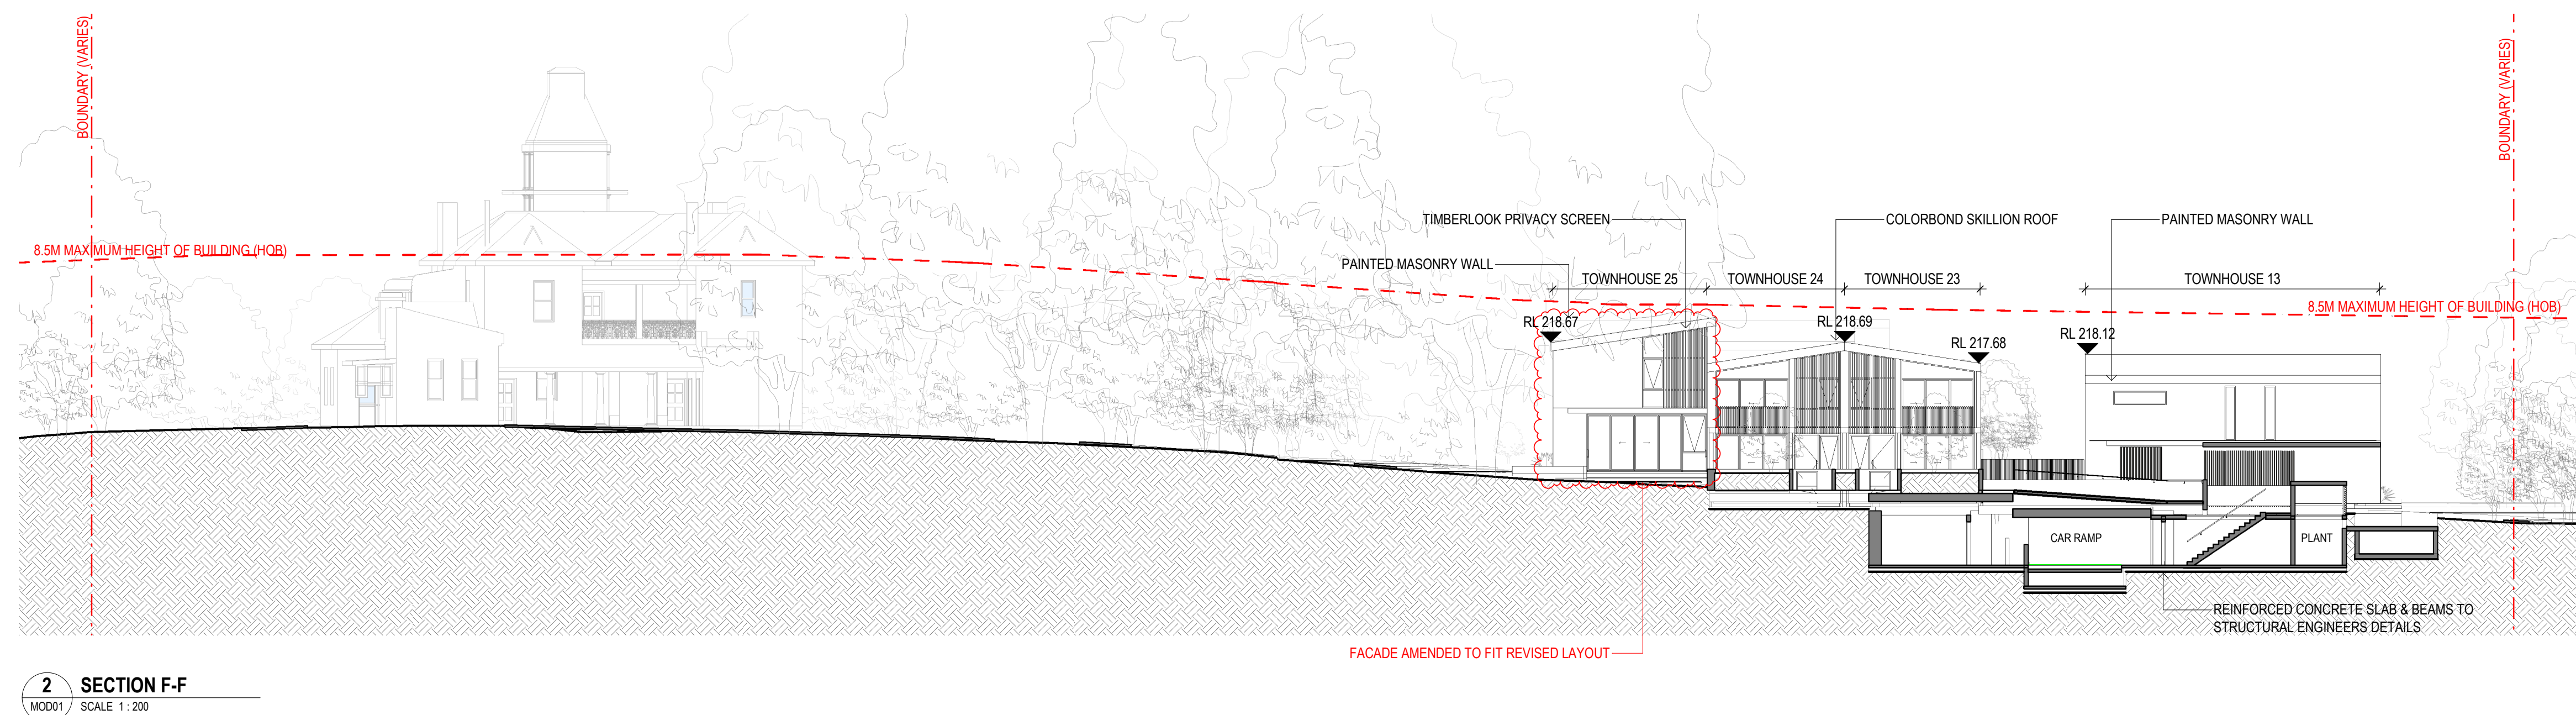 BOUNDARY (VARIES)
BOUNDARY (VARIES)
8.5M MAXIMUM HEIGHT OF BUILDING (HOB)
TIMBERLOOK PRIVACY SCREEN
COLORBOND SKILLION ROOF
PAINTED MASONRY WALL
PAINTED MASONRY WALL
TOWNHOUSE 25
TOWNHOUSE 24
TOWNHOUSE 23
TOWNHOUSE 13
8.5M MAXIMUM HEIGHT OF BUILDING (HOB)
RL 218.67
RL 218.69
RL 217.68
RL 218.12
CAR RAMP
PLANT
REINFORCED CONCRETE SLAB & BEAMS TO
STRUCTURAL ENGINEERS DETAILS
FACADE AMENDED TO FIT REVISED LAYOUT
2
SECTION F-F
MOD01
SCALE 1 : 200